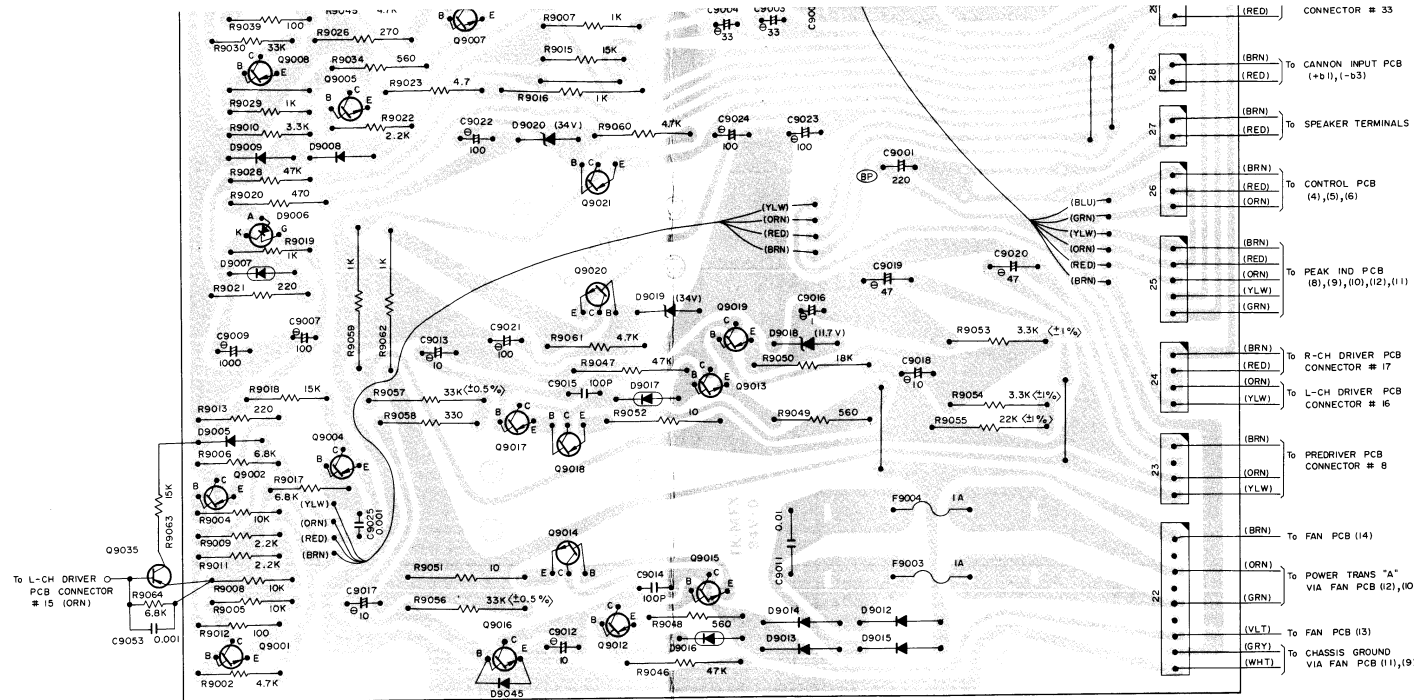 R9039
100
R9045 4.7K
B E
Q9007
R9007 1K
C9004
⊖ 33
C9003
⊖ 33
(RED) CONNECTOR # 33
R9030 33K
R9026 270
R9015 15K
C Q9008
B E
R9034 560
28
(BRN)
(RED)
To CANNON INPUT PCB
(+b1),(-b3)
Q9005
C
B E
R9023 4.7
R9016 1K
R9029 1K
R9010 3.3K
R9022
2.2K
C9022
⊖
100
D9020 (34V)
R9060 4.7K
C9024
⊖
100
C9023
⊖
100
27
(BRN)
(RED)
To SPEAKER TERMINALS
D9009
D9008
R9028 47K
B C E
Q9021
C9001
BP
220
R9020 470
26
(BRN)
(RED)
(ORN)
To CONTROL PCB
(4),(5),(6)
A D9006
K G
R9019
1K
(YLW)
(ORN)
(RED)
(BRN)
(BLU)
(GRN)
(YLW)
(ORN)
(RED)
(BRN)
D9007
R9021 220
1K
R9059
1K
R9062
Q9020
E C B
D9019 (34V)
C9019
⊖
47
C9020
⊖
47
25
(BRN)
(RED)
(ORN)
(YLW)
(GRN)
To PEAK IND PCB
(8),(9),(10),(12),(11)
C9009
⊖
1000
C9007
⊖
100
C9013
⊖
10
C9021
⊖
100
R9061 4.7K
Q9019
C
B E
C9016
⊖
1
D9018 (11.7V)
R9053 3.3K (±1%)
R9047 47K
R9050 18K
C9018
⊖ 10
24
(BRN)
(RED)
To R-CH DRIVER PCB
CONNECTOR # 17
(ORN)
(YLW)
To L-CH DRIVER PCB
CONNECTOR # 16
R9018 15K
R9057 33K (±0.5%)
C9015 100P
D9017
C
B E
Q9013
R9054 3.3K (±1%)
R9013 220
R9058 330
C
B E
Q9017
B C E
Q9018
R9052 10
R9049 560
R9055 22K (±1%)
D9005
R9006 6.8K
Q9004
C
B E
23
(BRN)
(ORN)
(YLW)
To PREDRIVER PCB
CONNECTOR # 8
Q9002
C
B E
R9017
6.8K
15K
R9063
R9004 10K
(YLW)
(ORN)
(RED)
(BRN)
C9025
0.001
F9004 1A
R9009 2.2K
Q9014
E C B
C9011 0.01
22
(BRN)
To FAN PCB (14)
Q9035
R9011 2.2K
Q9015
C
B E
F9003 1A
(ORN)
(GRN)
To POWER TRANS "A"
VIA FAN PCB (12),(10
To L-CH DRIVER
PCB CONNECTOR
# 15 (ORN)
R9064
6.8K
C9053 0.001
R9008 10K
R9005 10K
R9051 10
C9014
100P
C9017
⊖
10
R9056 33K (±0.5%)
R9048 560
D9014
D9012
R9012 100
Q9001
C
B E
Q9016
C
B E
C9012
⊖
10
C
B E
Q9012
D9016
D9013
D9015
(VLT)
To FAN PCB (13)
(GRY)
(WHT)
To CHASSIS GROUND
VIA FAN PCB (11),(9)
R9002 4.7K
D9045
R9046 47K